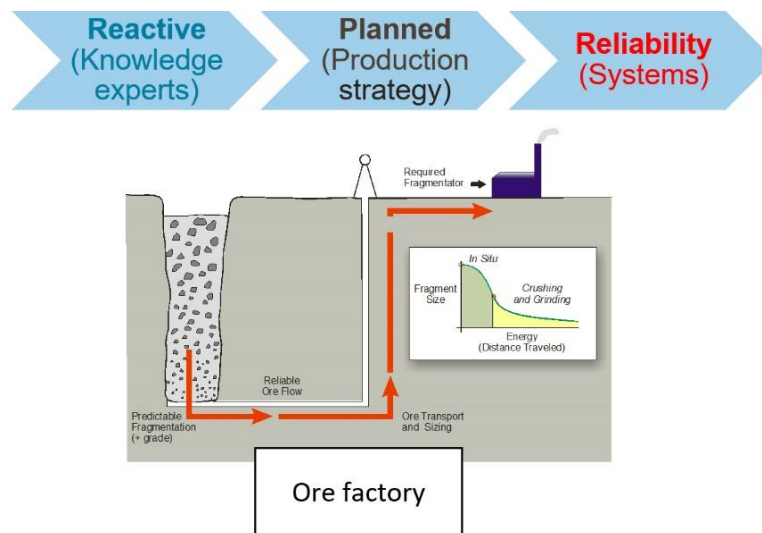 Reactive
(Knowledge
experts)
Planned
(Production
strategy)
Reliability
(Systems)
Required
Fragmentator
In Situ
Fragment
Size
Crushing
and Grinding
Energy
(Distance Traveled)
Reliable
Ore Flow
Predictable
Fragmentation
(+ grade)
Ore Transport
and Sizing
Ore factory